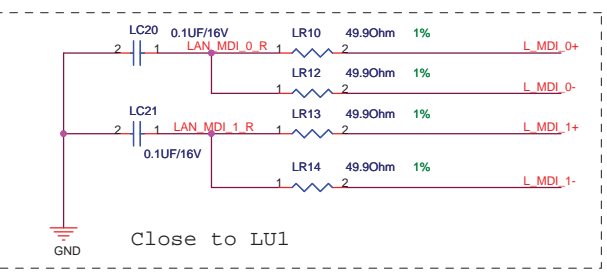 LC20 0.1UF/16V LR10 49.9Ohm 1%
2 1 LAN_MDI_0_R 1 2 L_MDI_0+
LR12 49.9Ohm 1%
1 2 L_MDI_0-
LC21 LR13 49.9Ohm 1%
2 1 LAN_MDI_1_R 1 2 L_MDI_1+
0.1UF/16V
LR14 49.9Ohm 1%
1 2 L_MDI_1-
Close to LU1
GND